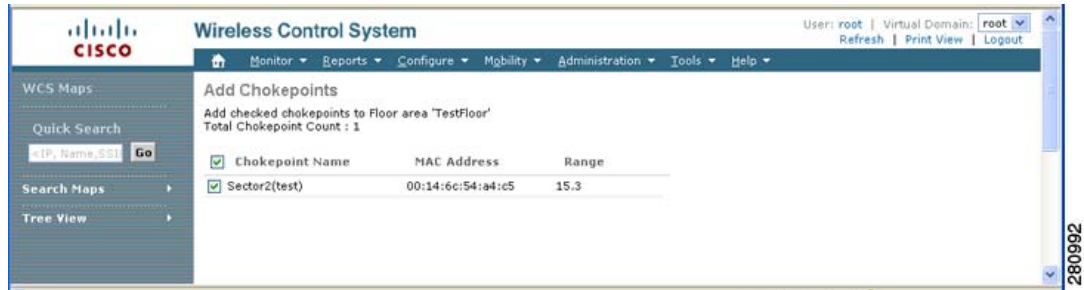 CISCO
Wireless Control System
User: root | Virtual Domain: root
Refresh | Print View | Logout
Monitor Reports Configure Mobility Administration Tools Help
WCS Maps
Quick Search
<IP, Name,SSI Go
Search Maps
Tree View
Add Chokepoints
Add checked chokepoints to Floor area 'TestFloor'
Total Chokepoint Count : 1
Chokepoint Name MAC Address Range
Sector2(test) 00:14:6c:54:a4:c5 15.3
280992